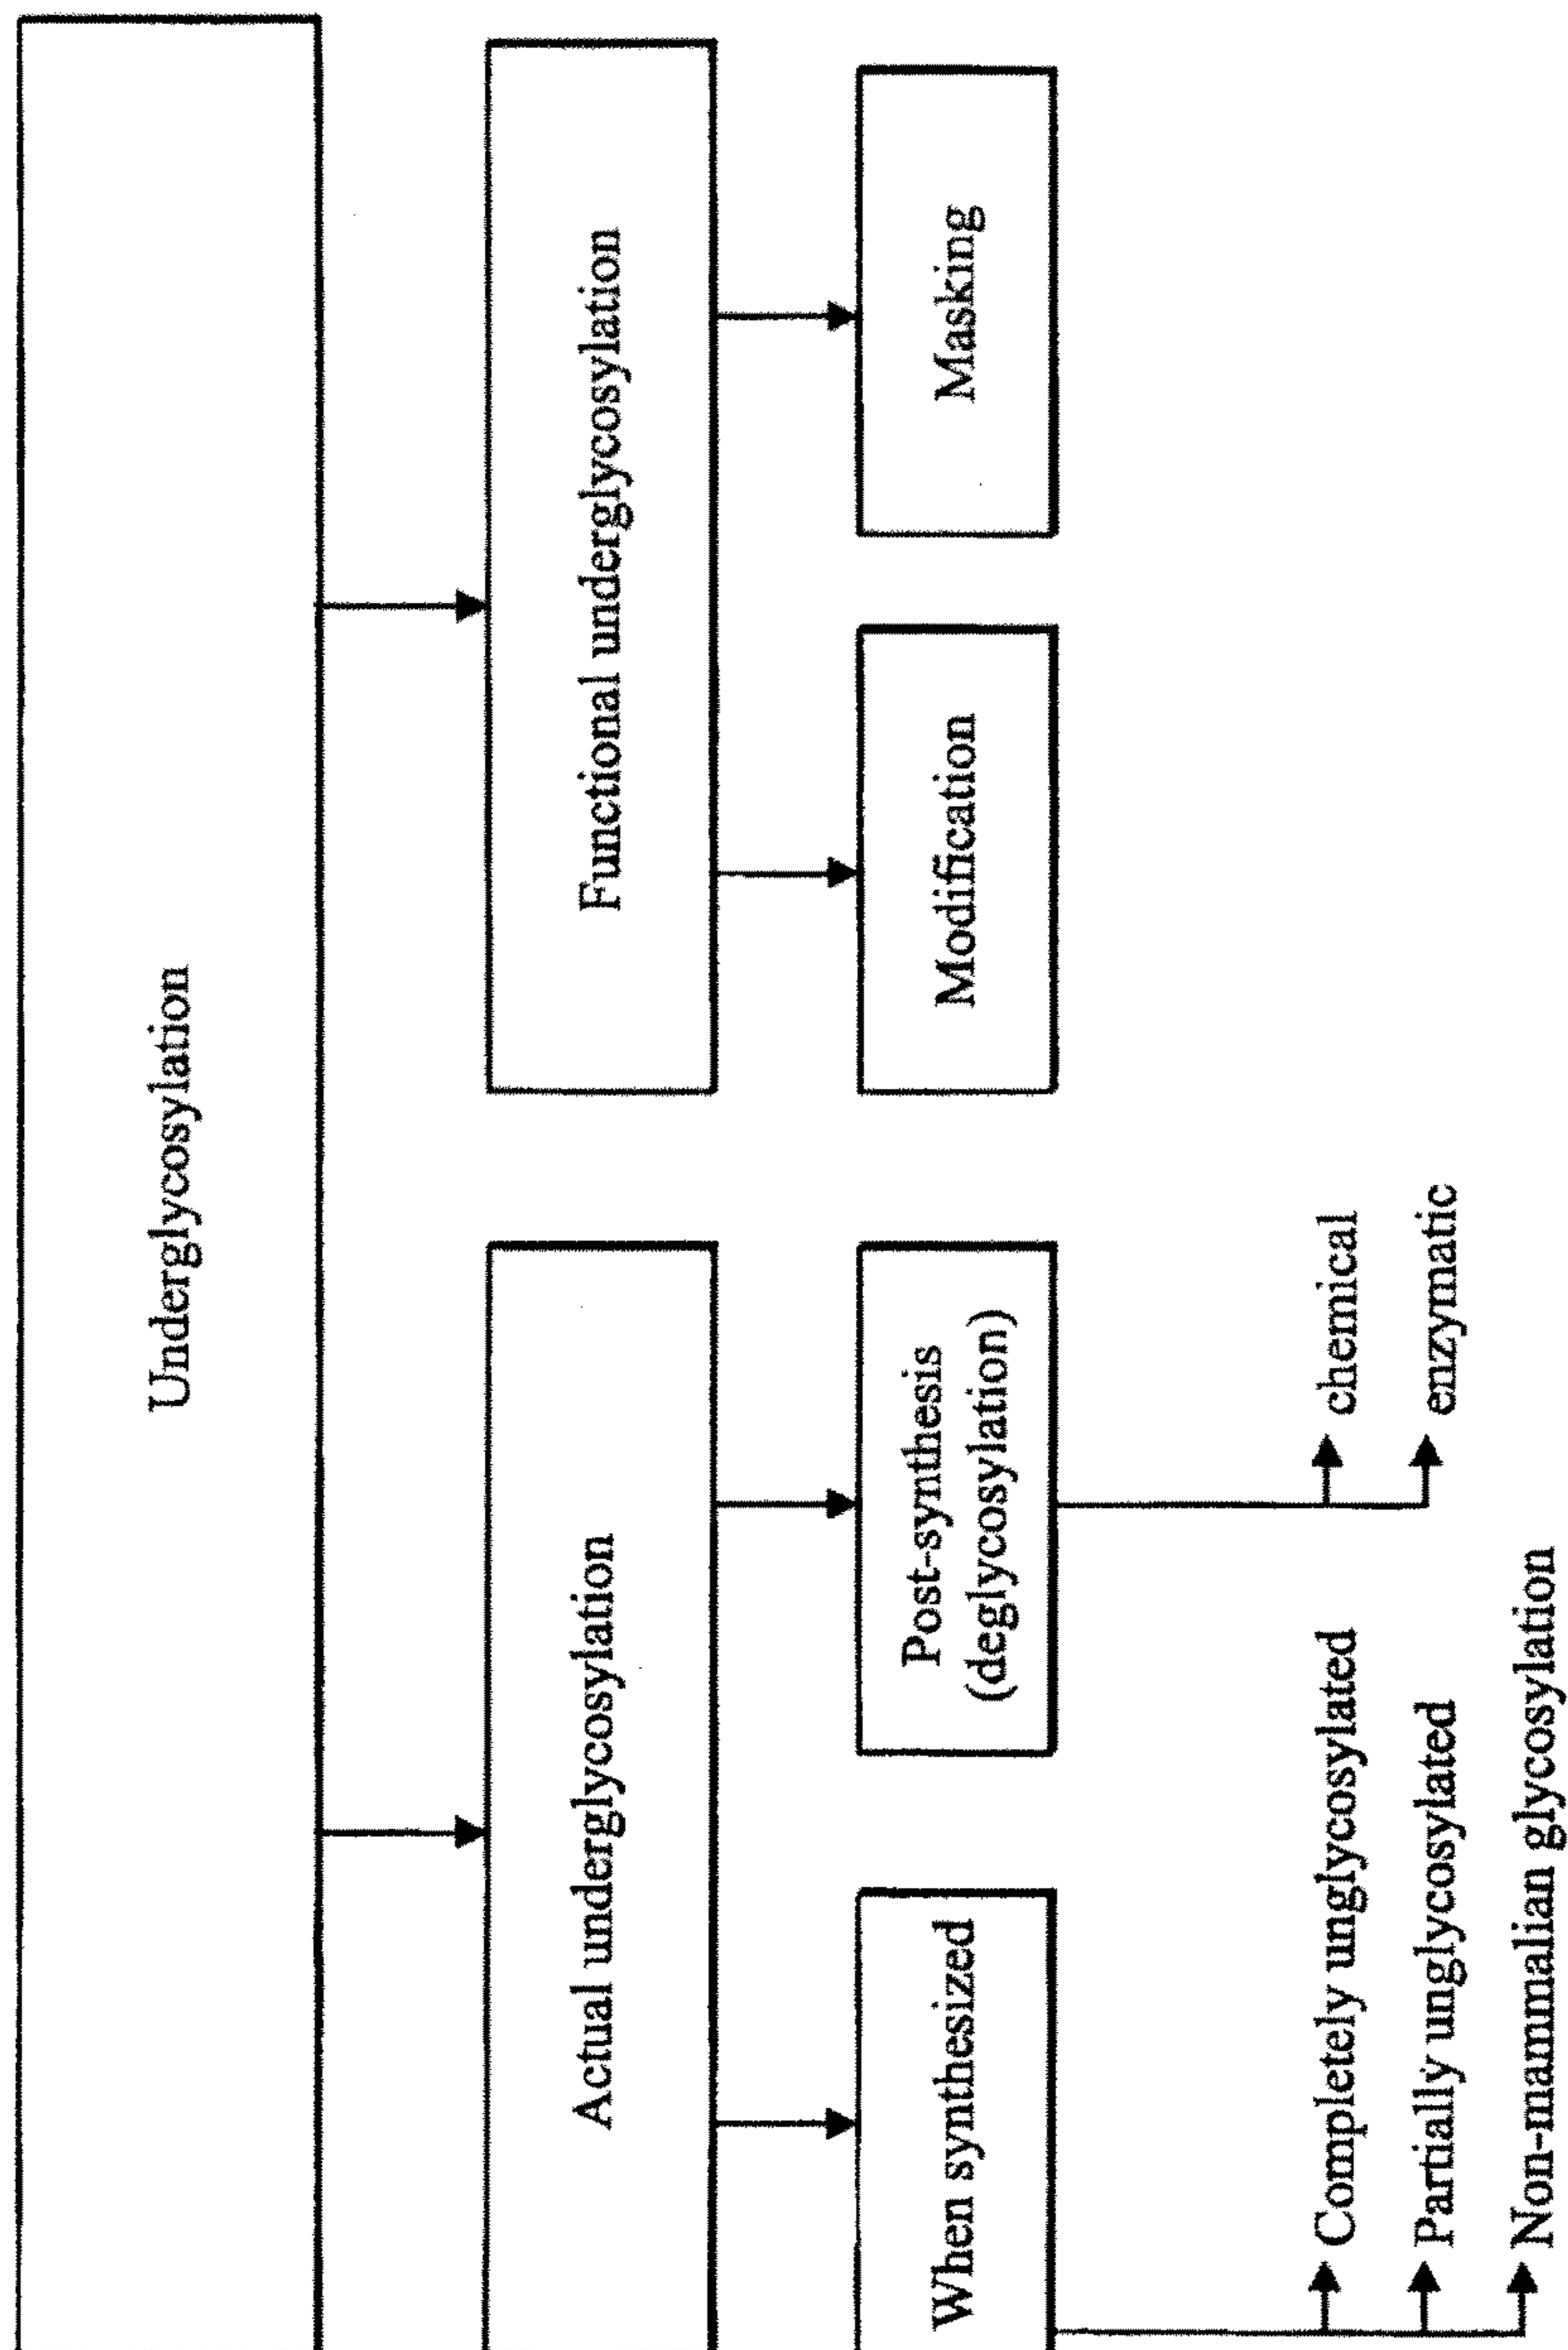 Underglycosylation
Actual underglycosylation
Functional underglycosylation
When synthesized
Post-synthesis
(deglycosylation)
Modification
Masking
Completely unglycosylated
Partially unglycosylated
Non-mammalian glycosylation
chemical
enzymatic